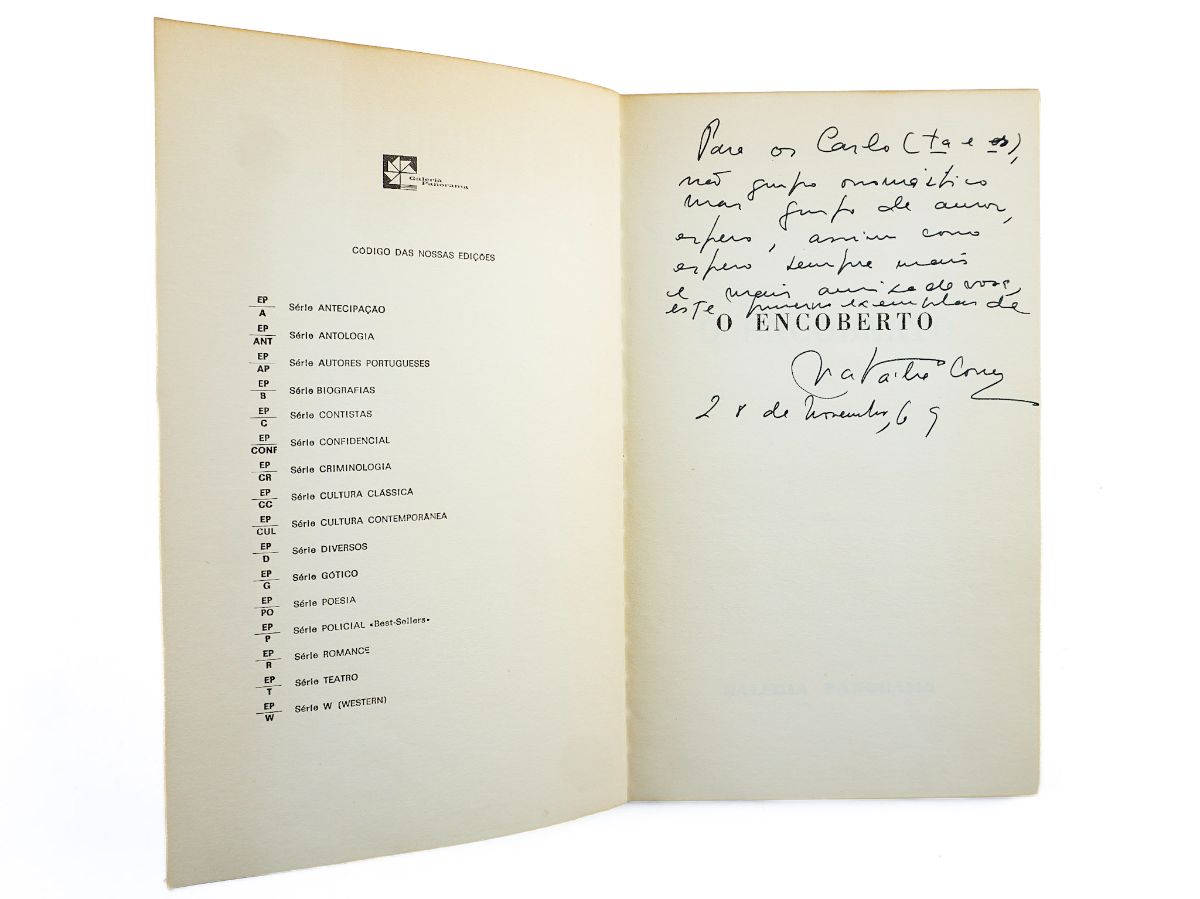 Galeria
Panorama
CÓDIGO DAS NOSSAS EDIÇÕES
EP
A Série ANTECIPAÇÃO
EP
ANT Série ANTOLOGIA
EP
AP Série AUTORES PORTUGUESES
EP
B Série BIOGRAFIAS
EP
C Série CONTISTAS
EP
CONF Série CONFIDENCIAL
EP
CR Série CRIMINOLOGIA
EP
CC Série CULTURA CLÁSSICA
EP
CUL Série CULTURA CONTEMPORÂNEA
EP
D Série DIVERSOS
EP
G Série GÓTICO
EP
PO Série POESIA
EP
P Série POLICIAL «Best-Sellers»
EP
R Série ROMANCE
EP
T Série TEATRO
EP
W Série W (WESTERN)
Para os Carlo (ta e os),
não grupo onomástico
mas grupo de amor,
espero, assim como
espero sempre mais
e mais amizade vossa,
este primeiro exemplar de
O ENCOBERTO
Natália Correia
28 de Novembro, 69
GALERIA PANORAMA